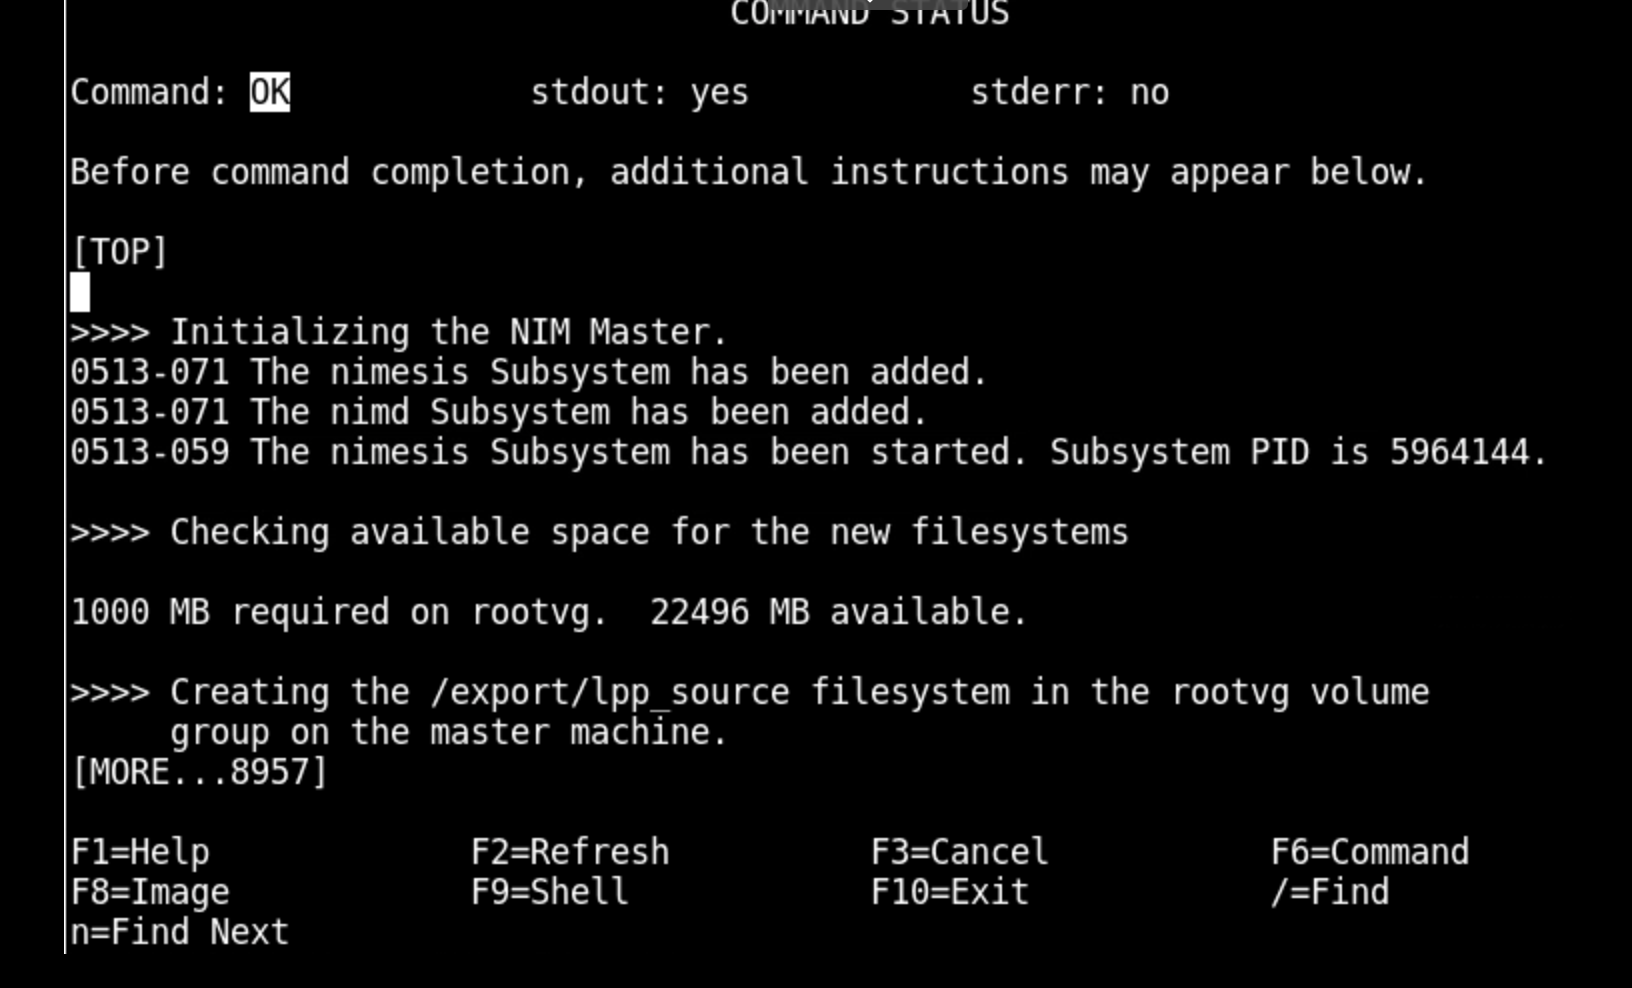 COMMAND STATUS
Command: OK stdout: yes stderr: no
Before command completion, additional instructions may appear below.
[TOP]
>>>> Initializing the NIM Master.
0513-071 The nimesis Subsystem has been added.
0513-071 The nimd Subsystem has been added.
0513-059 The nimesis Subsystem has been started. Subsystem PID is 5964144.
>>>> Checking available space for the new filesystems
1000 MB required on rootvg.  22496 MB available.
>>>> Creating the /export/lpp_source filesystem in the rootvg volume
group on the master machine.
[MORE...8957]
F1=Help F2=Refresh F3=Cancel F6=Command
F8=Image F9=Shell F10=Exit /=Find
n=Find Next